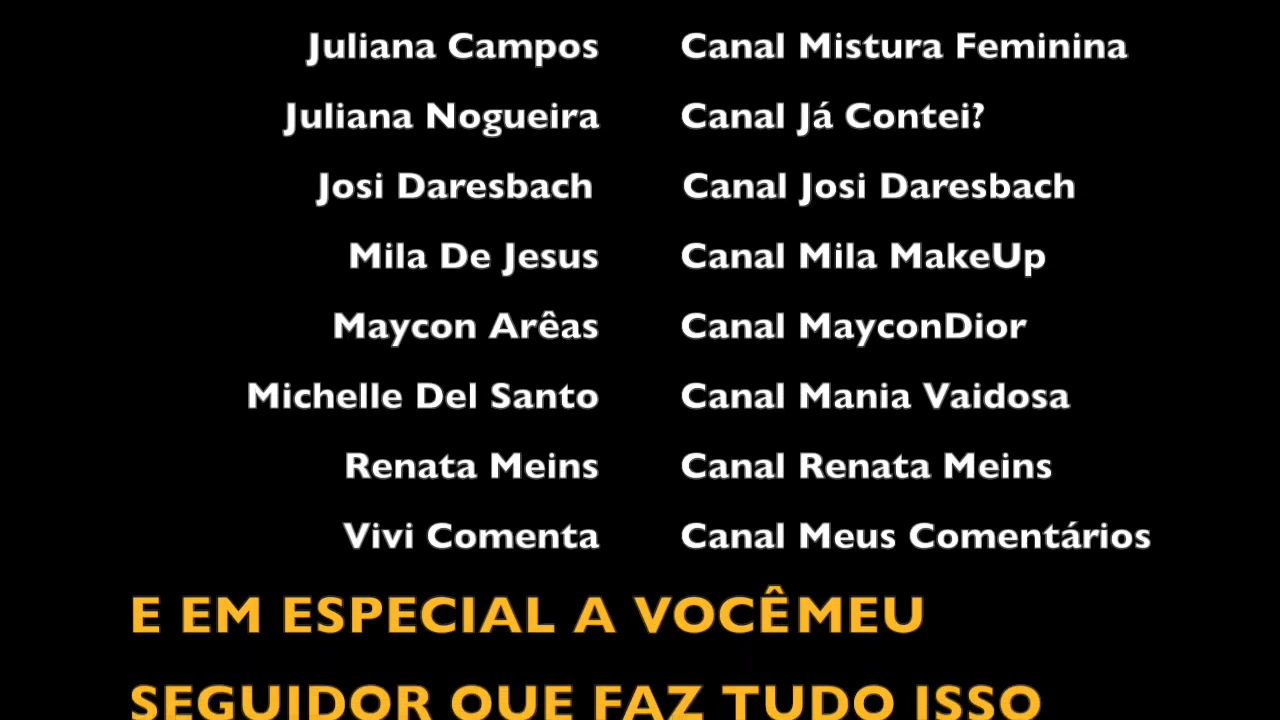 Juliana Campos Canal Mistura Feminina
Juliana Nogueira Canal Já Contei?
Josi Daresbach Canal Josi Daresbach
Mila De Jesus Canal Mila MakeUp
Maycon Arêas Canal MayconDior
Michelle Del Santo Canal Mania Vaidosa
Renata Meins Canal Renata Meins
Vivi Comenta Canal Meus Comentários
E EM ESPECIAL A VOCÊMEU
SEGUIDOR QUE FAZ TUDO ISSO